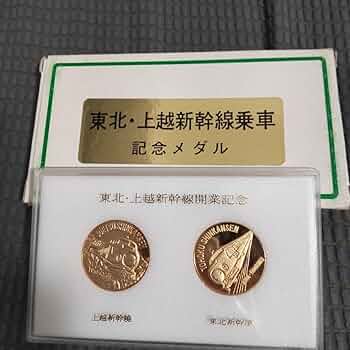 東北・上越新幹線乗車
記念メダル
東北・上越新幹線開業記念
TOHOKU SHINKANSEN
上越新幹線
東北新幹線